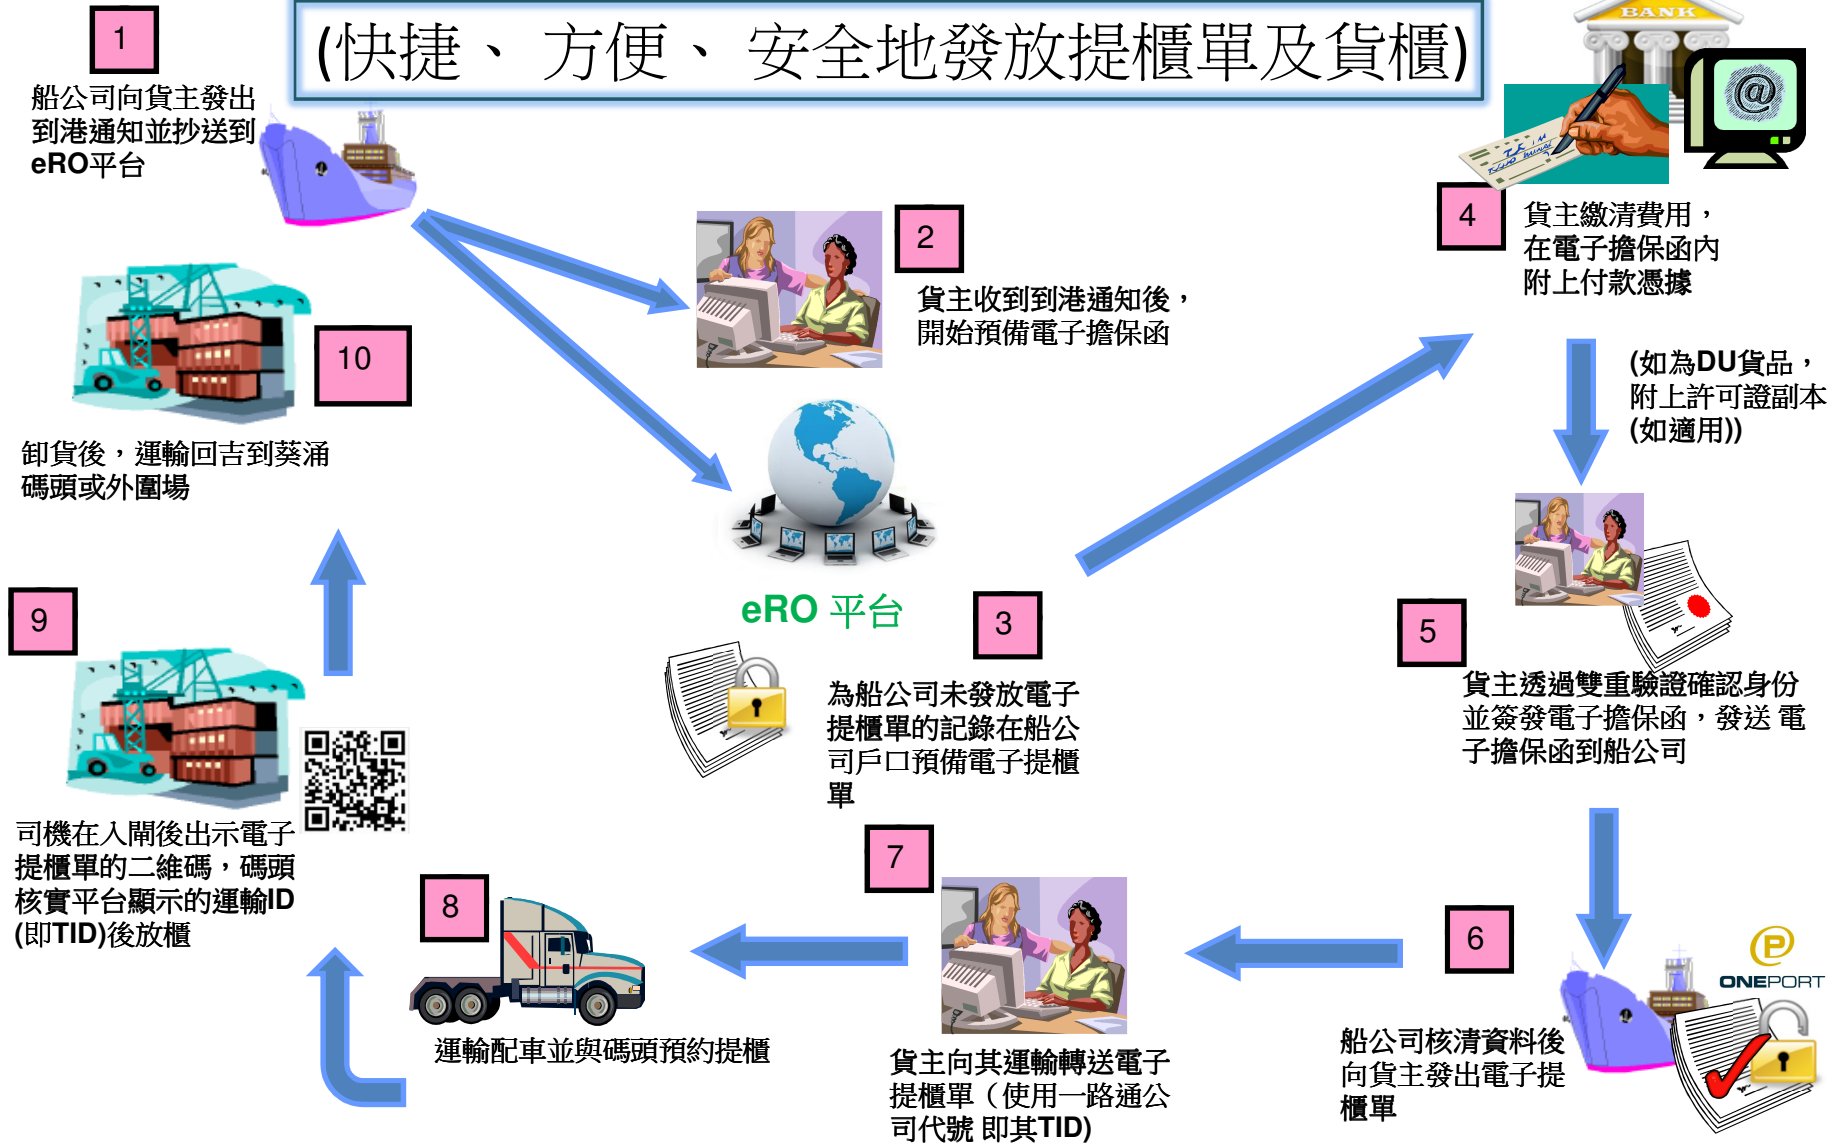 (快捷、 方便、 安全地發放提櫃單及貨櫃)
1
船公司向貨主發出
到港通知並抄送到
eRO平台
2
貨主收到到港通知後，
開始預備電子擔保函
eRO 平台
3
為船公司未發放電子
提櫃單的記錄在船公
司戶口預備電子提櫃
單
BANK
@
4
貨主繳清費用，
在電子擔保函內
附上付款憑據
(如為DU貨品，
附上許可證副本
(如適用))
5
貨主透過雙重驗證確認身份
並簽發電子擔保函，發送 電
子擔保函到船公司
6
ONEPORT
船公司核清資料後
向貨主發出電子提
櫃單
7
貨主向其運輸轉送電子
提櫃單（使用一路通公
司代號 即其TID)
8
運輸配車並與碼頭預約提櫃
9
司機在入閘後出示電子
提櫃單的二維碼，碼頭
核實平台顯示的運輸ID
(即TID)後放櫃
10
卸貨後，運輸回吉到葵涌
碼頭或外圍場